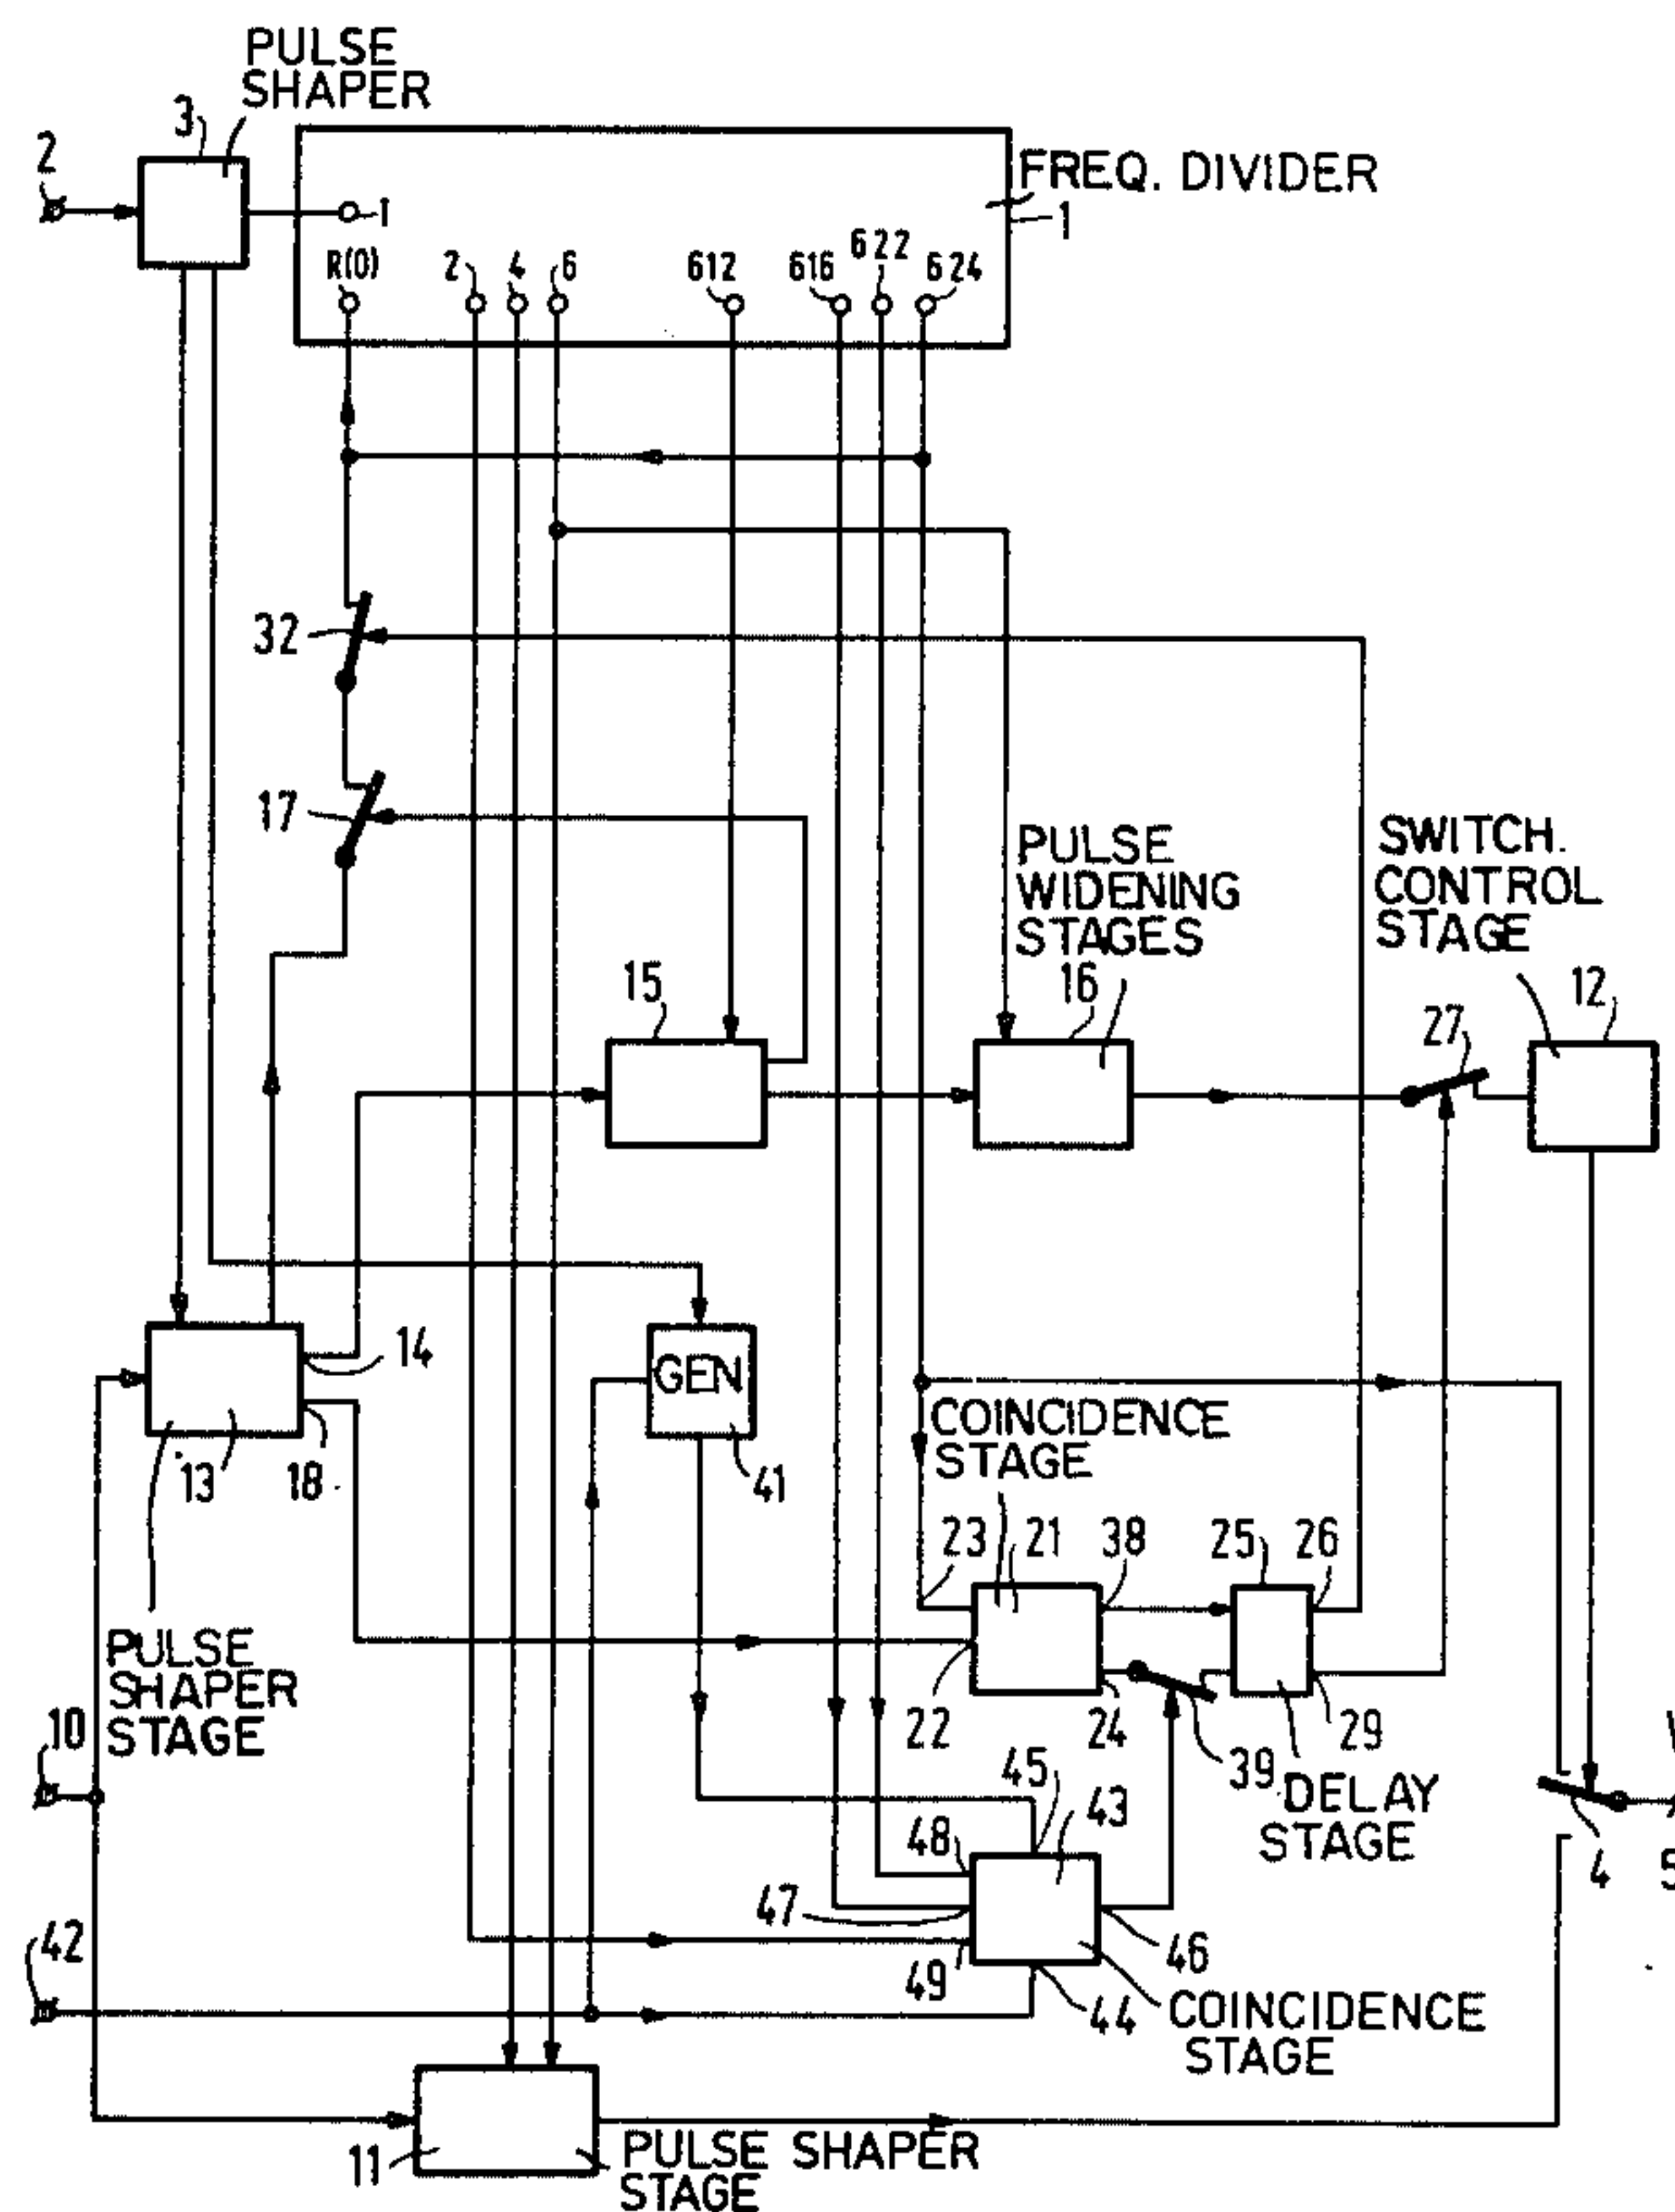 PULSE
SHAPER
3
2
FREQ. DIVIDER
1
1
R(0)
2
4
6
612
616
622
624
32
17
PULSE
WIDENING
STAGES
SWITCH.
CONTROL
STAGE
15
16
27
12
14
GEN
COINCIDENCE
STAGE
13
18
41
23
21
38
25
26
PULSE
SHAPER
STAGE
22
24
39
29
10
45
43
DELAY
STAGE
4
5
48
47
42
49
46
44
COINCIDENCE
STAGE
11
PULSE SHAPER
STAGE